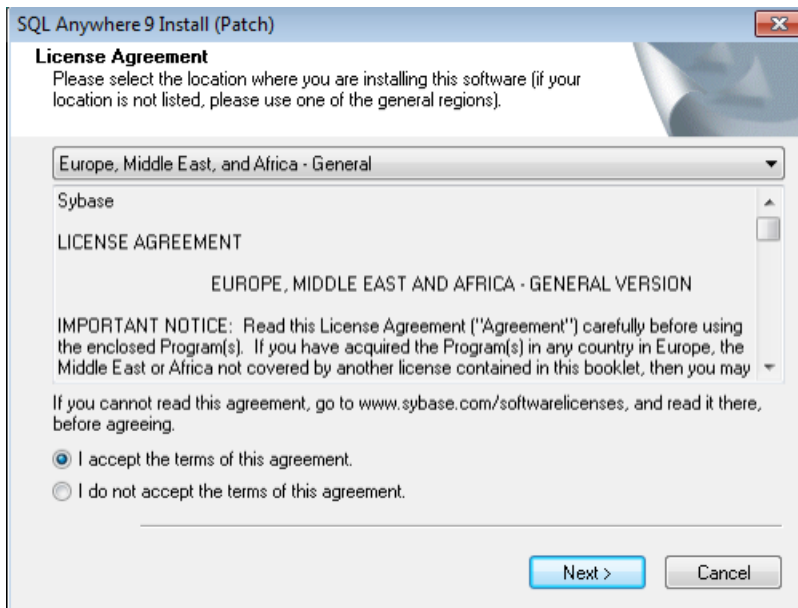 SQL Anywhere 9 Install (Patch)
License Agreement
Please select the location where you are installing this software (if your
location is not listed, please use one of the general regions).
Europe, Middle East, and Africa - General
Sybase
LICENSE AGREEMENT
EUROPE, MIDDLE EAST AND AFRICA - GENERAL VERSION
IMPORTANT NOTICE: Read this License Agreement ("Agreement") carefully before using
the enclosed Program(s). If you have acquired the Program(s) in any country in Europe, the
Middle East or Africa not covered by another license contained in this booklet, then you may
If you cannot read this agreement, go to www.sybase.com/softwarelicenses, and read it there,
before agreeing.
I accept the terms of this agreement.
I do not accept the terms of this agreement.
Next >
Cancel